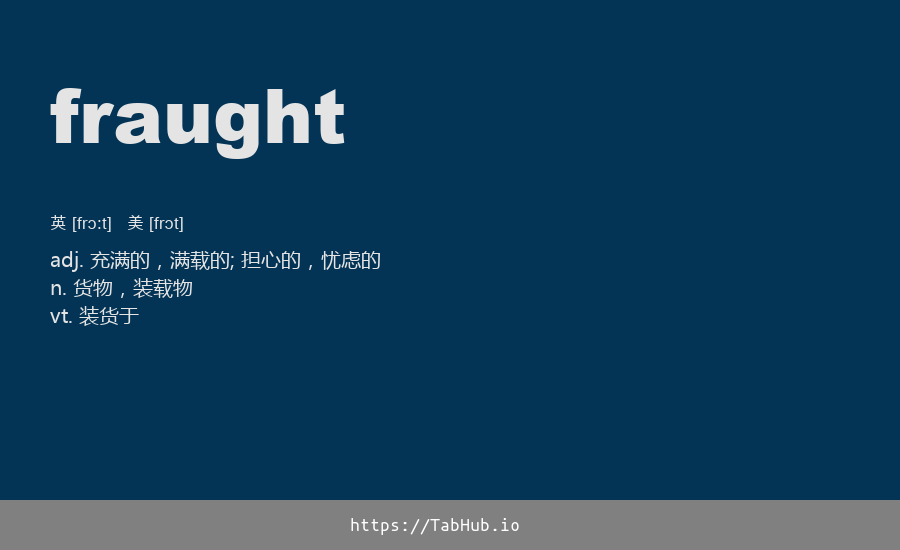 fraught
英 [frɔ:t] 美 [frɔt]
adj. 充满的，满载的; 担心的，忧虑的
n. 货物，装载物
vt. 装货于
https://TabHub.io